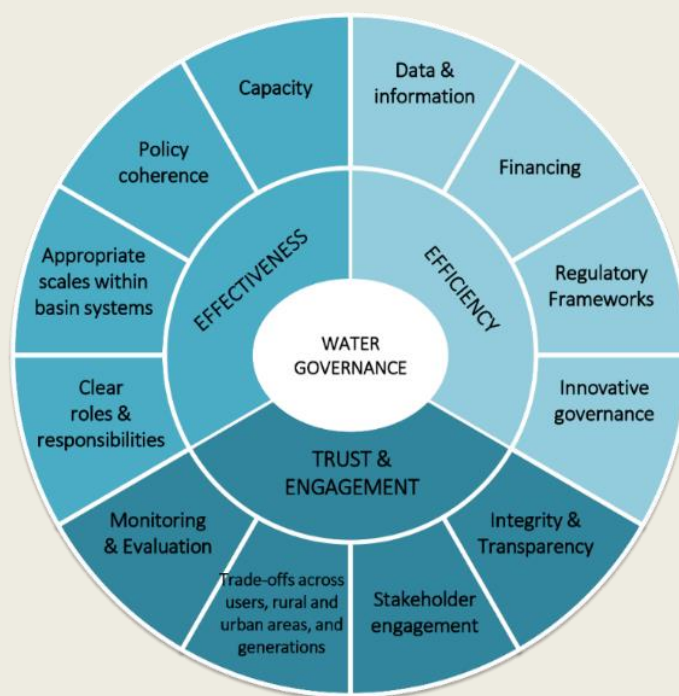 Capacity
Data &
information
Policy
coherence
Financing
Appropriate
scales within
basin systems
EFFECTIVENESS
EFFICIENCY
Regulatory
Frameworks
WATER
GOVERNANCE
Clear
roles &
responsibilities
Innovative
governance
TRUST &
ENGAGEMENT
Monitoring
& Evaluation
Trade-offs across
users, rural and
urban areas, and
generations
Stakeholder
engagement
Integrity &
Transparency